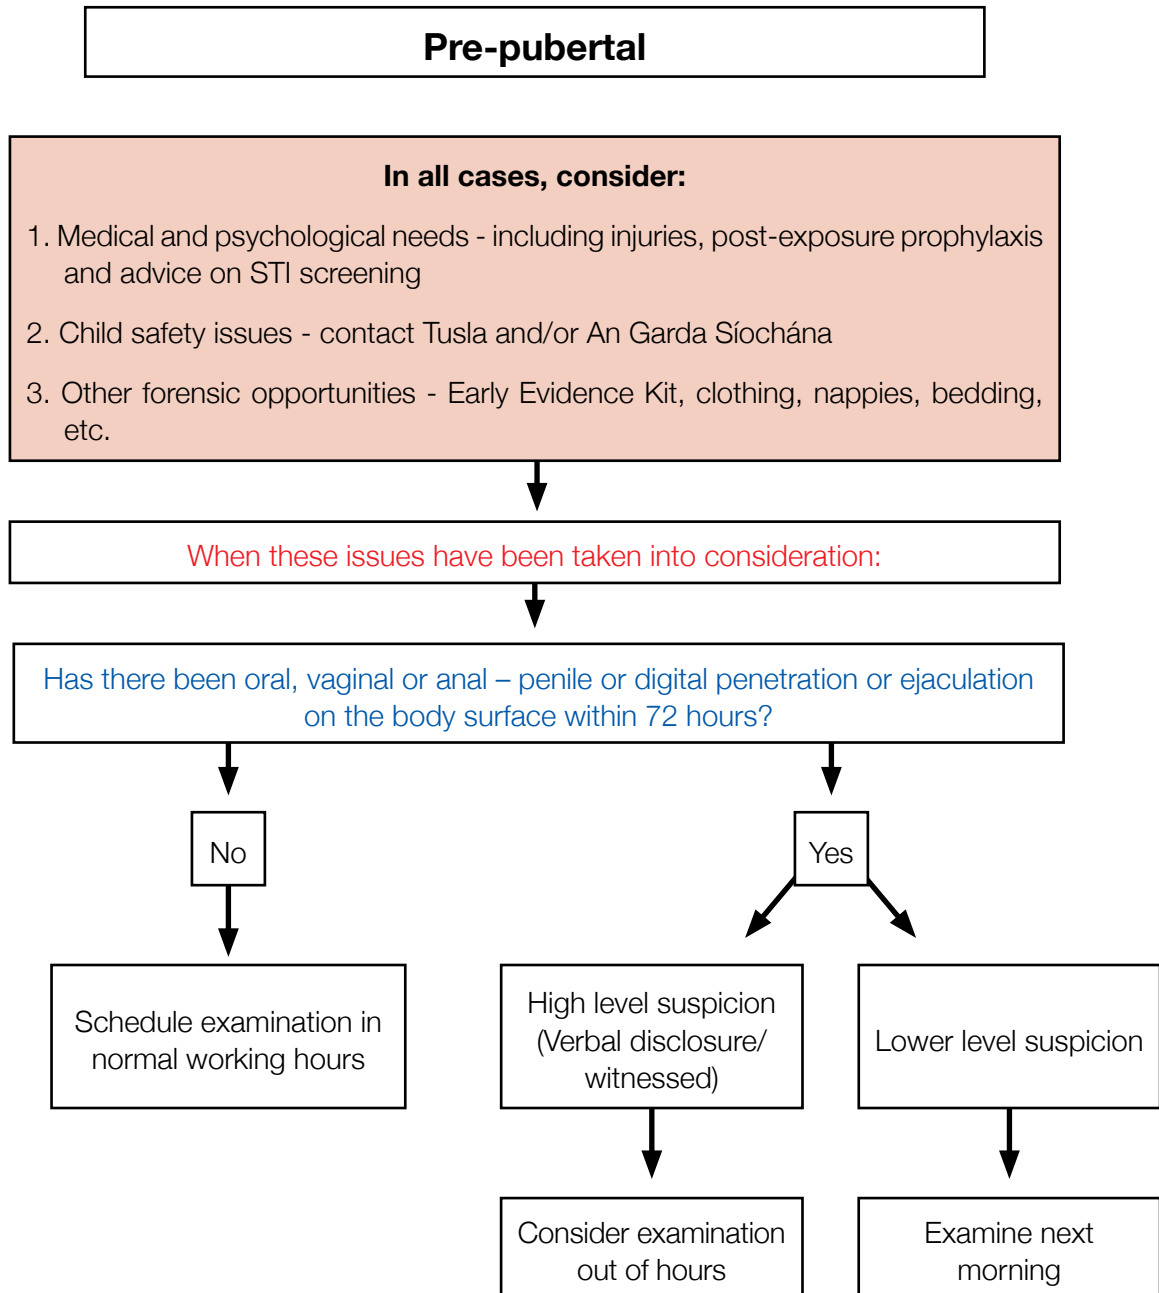 Pre-pubertal
In all cases, consider:
1. Medical and psychological needs - including injuries, post-exposure prophylaxis
and advice on STI screening
2. Child safety issues - contact Tusla and/or An Garda Síochána
3. Other forensic opportunities - Early Evidence Kit, clothing, nappies, bedding,
etc.
When these issues have been taken into consideration:
Has there been oral, vaginal or anal – penile or digital penetration or ejaculation
on the body surface within 72 hours?
No
Yes
Schedule examination in
normal working hours
High level suspicion
(Verbal disclosure/
witnessed)
Lower level suspicion
Consider examination
out of hours
Examine next
morning